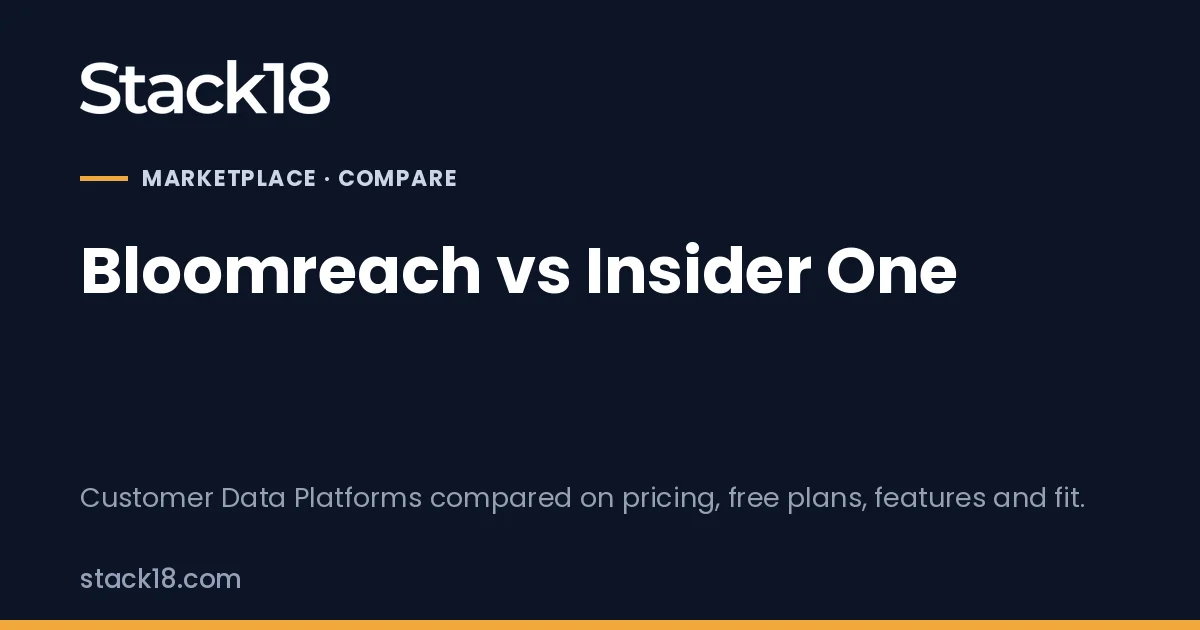 Stack18
MARKETPLACE · COMPARE
Bloomreach vs Insider One
Customer Data Platforms compared on pricing, free plans, features and fit.
stack18.com